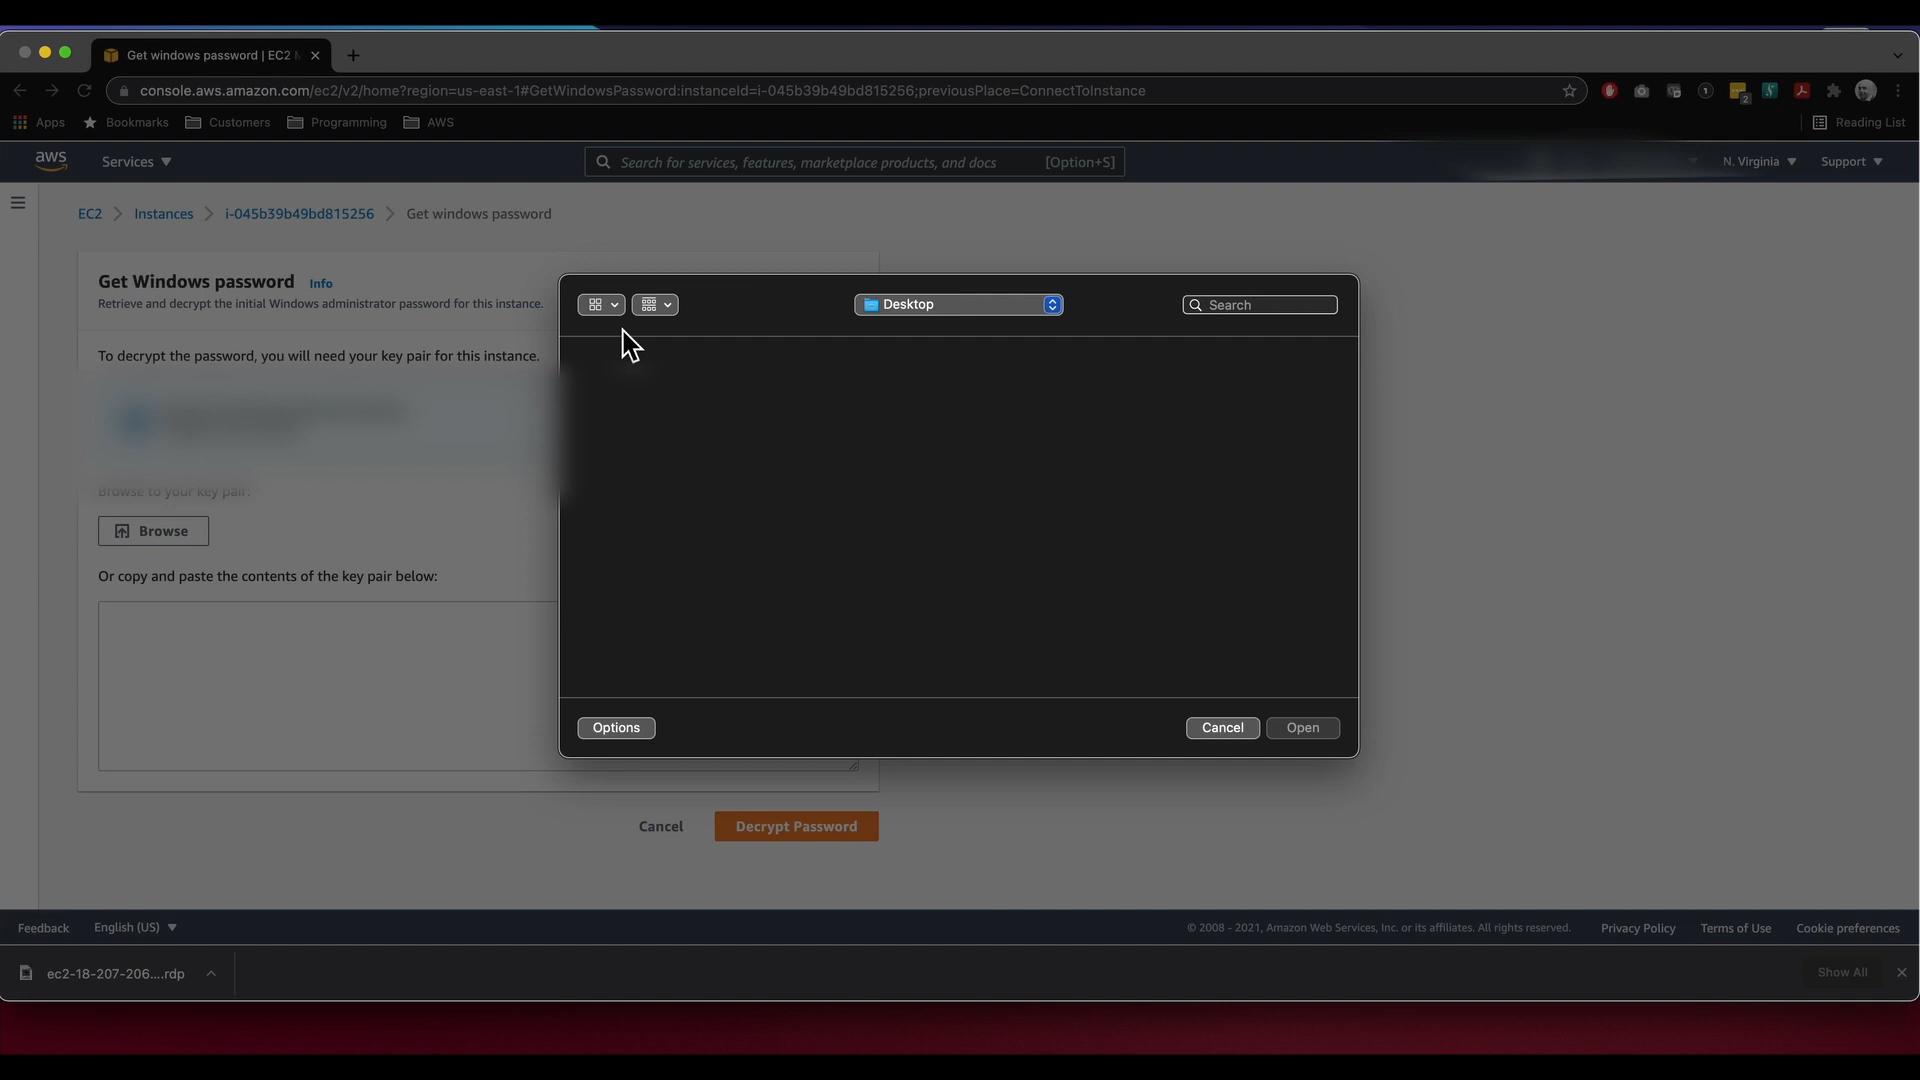 Get windows password | EC2 M
console.aws.amazon.com/ec2/v2/home?region=us-east-1#GetWindowsPassword:instanceId=i-045b39b49bd815256;previousPlace=ConnectToInstance
2
Apps
Bookmarks
Customers
Programming
AWS
Reading List
aws
Services
Search for services, features, marketplace products, and docs
[Option+S]
N. Virginia
Support
EC2
Instances
i-045b39b49bd815256
Get windows password
Get Windows password
Info
Retrieve and decrypt the initial Windows administrator password for this instance.
Desktop
Search
To decrypt the password, you will need your key pair for this instance.
Browse to your key pair:
Browse
Or copy and paste the contents of the key pair below:
Options
Cancel
Open
Cancel
Decrypt Password
Feedback
English (US)
© 2008 - 2021, Amazon Web Services, Inc. or its affiliates. All rights reserved.
Privacy Policy
Terms of Use
Cookie preferences
ec2-18-207-206....rdp
Show All